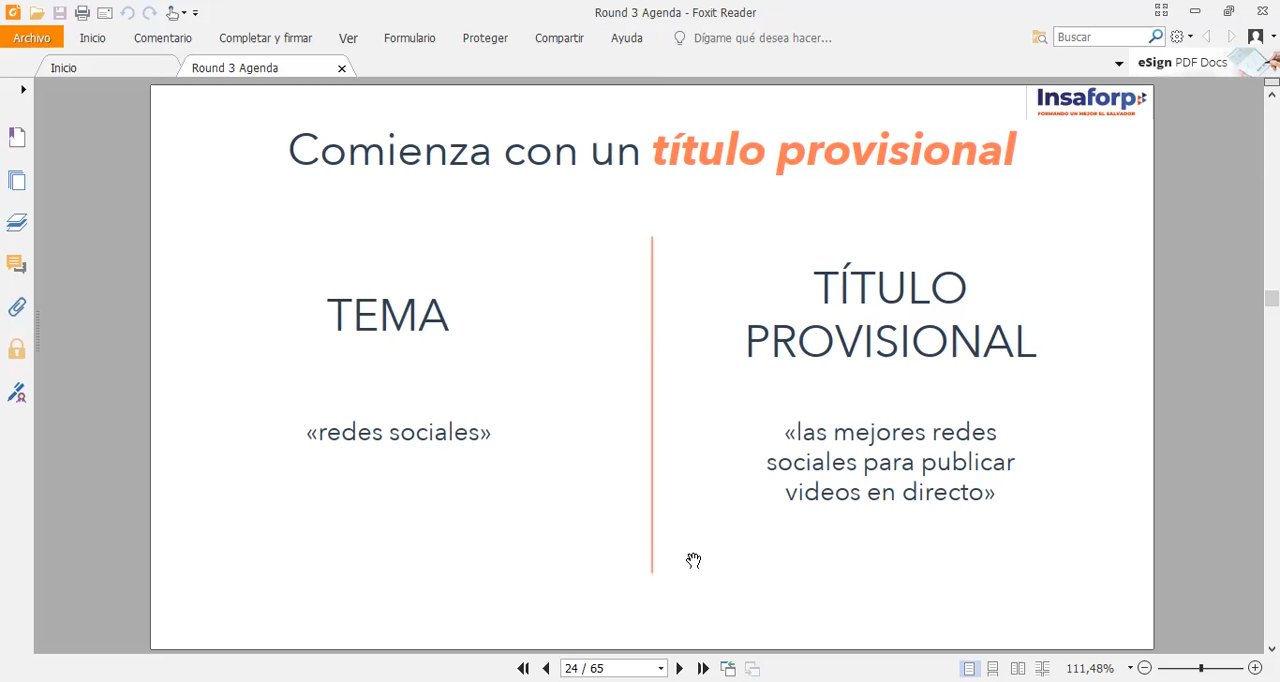 Round 3 Agenda - Foxit Reader
Archivo Inicio Comentario Completar y firmar Ver Formulario Proteger Compartir Ayuda Dígame qué desea hacer... Buscar
Inicio Round 3 Agenda eSign PDF Docs
Insaforp
FORMANDO UN MEJOR EL SALVADOR
Comienza con un título provisional
TEMA
«redes sociales»
TÍTULO
PROVISIONAL
«las mejores redes
sociales para publicar
videos en directo»
24 / 65 111,48%